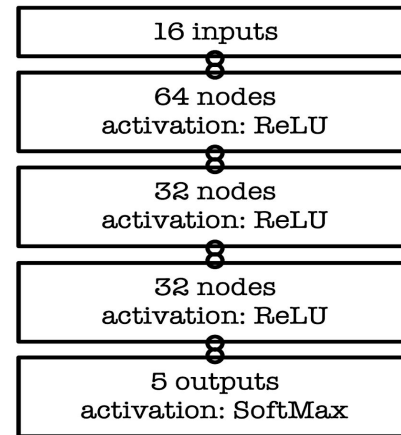 16 inputs
64 nodes
activation: ReLU
32 nodes
activation: ReLU
32 nodes
activation: ReLU
5 outputs
activation: SoftMax